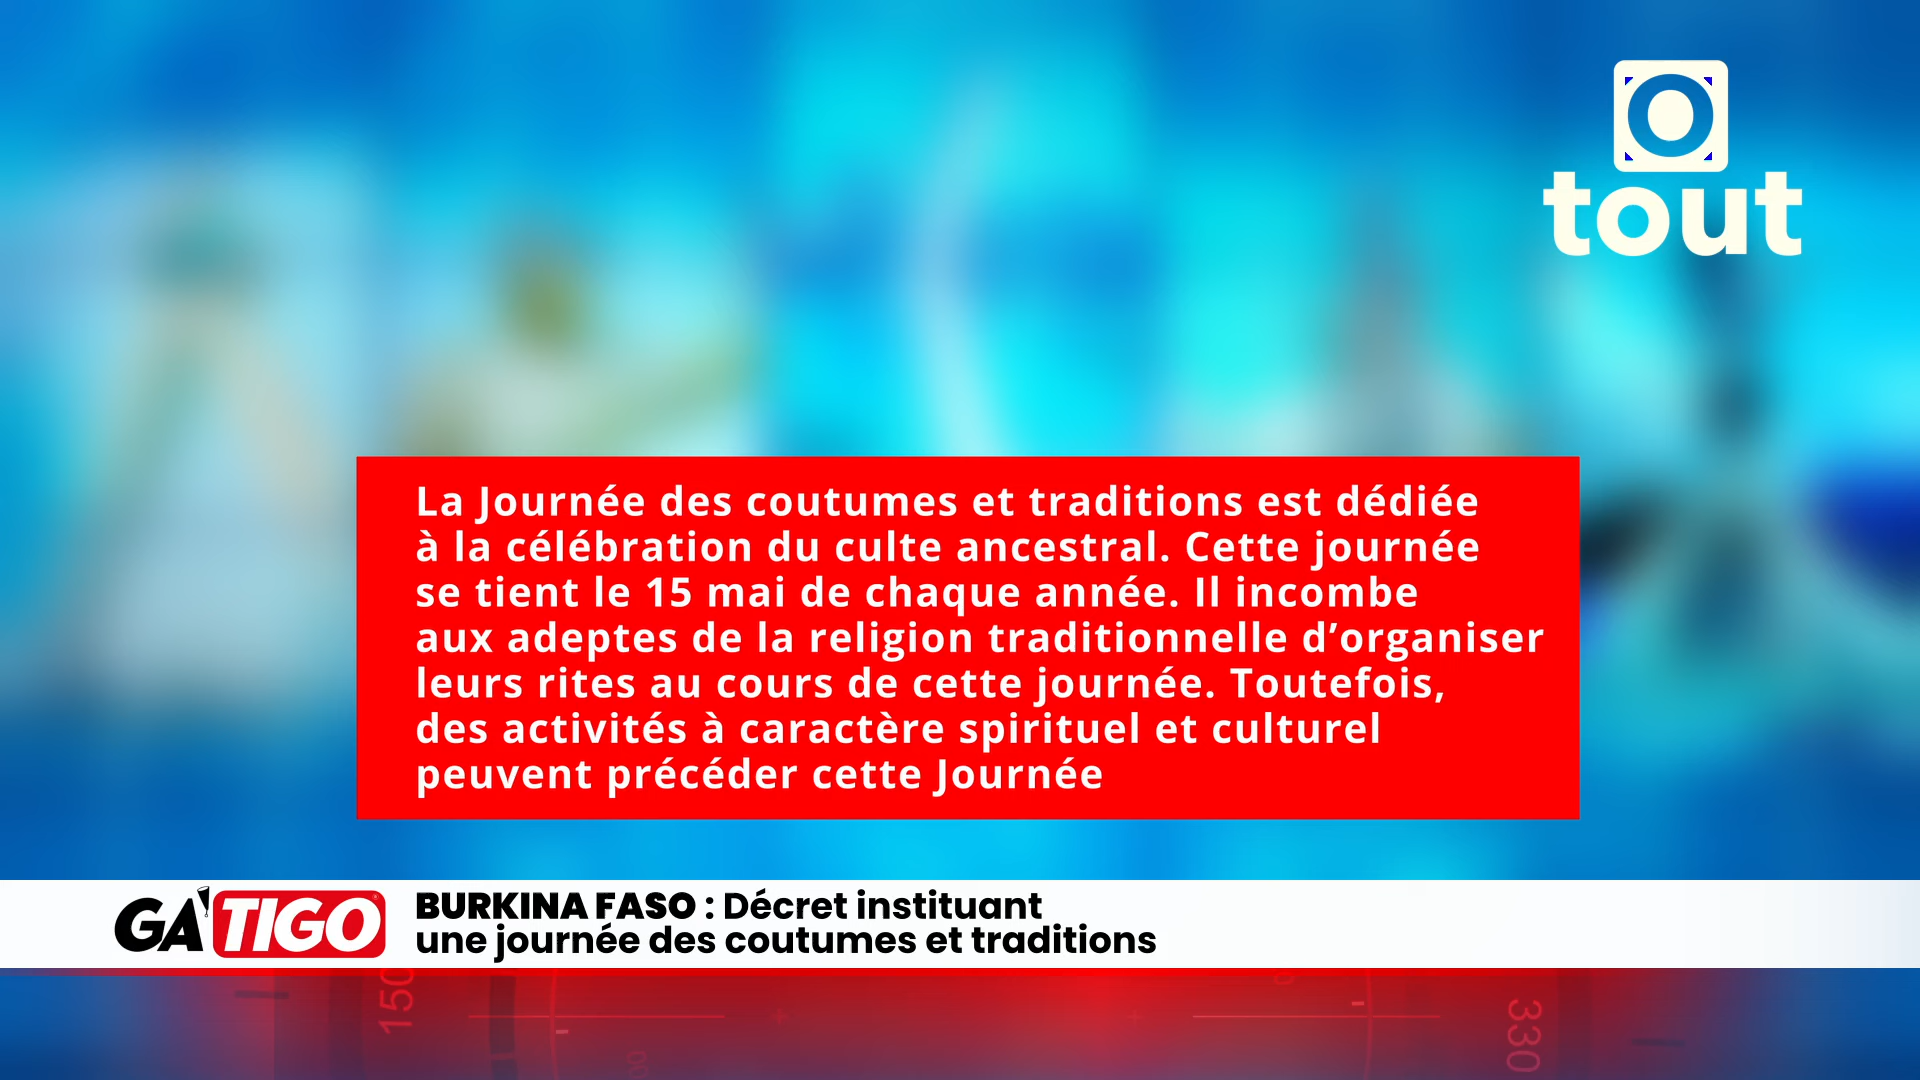 O
tout
La Journée des coutumes et traditions est dédiée
à la célébration du culte ancestral. Cette journée
se tient le 15 mai de chaque année. Il incombe
aux adeptes de la religion traditionnelle d’organiser
leurs rites au cours de cette journée. Toutefois,
des activités à caractère spirituel et culturel
peuvent précéder cette Journée
GA'TIGO
BURKINA FASO : Décret instituant
une journée des coutumes et traditions
150
330